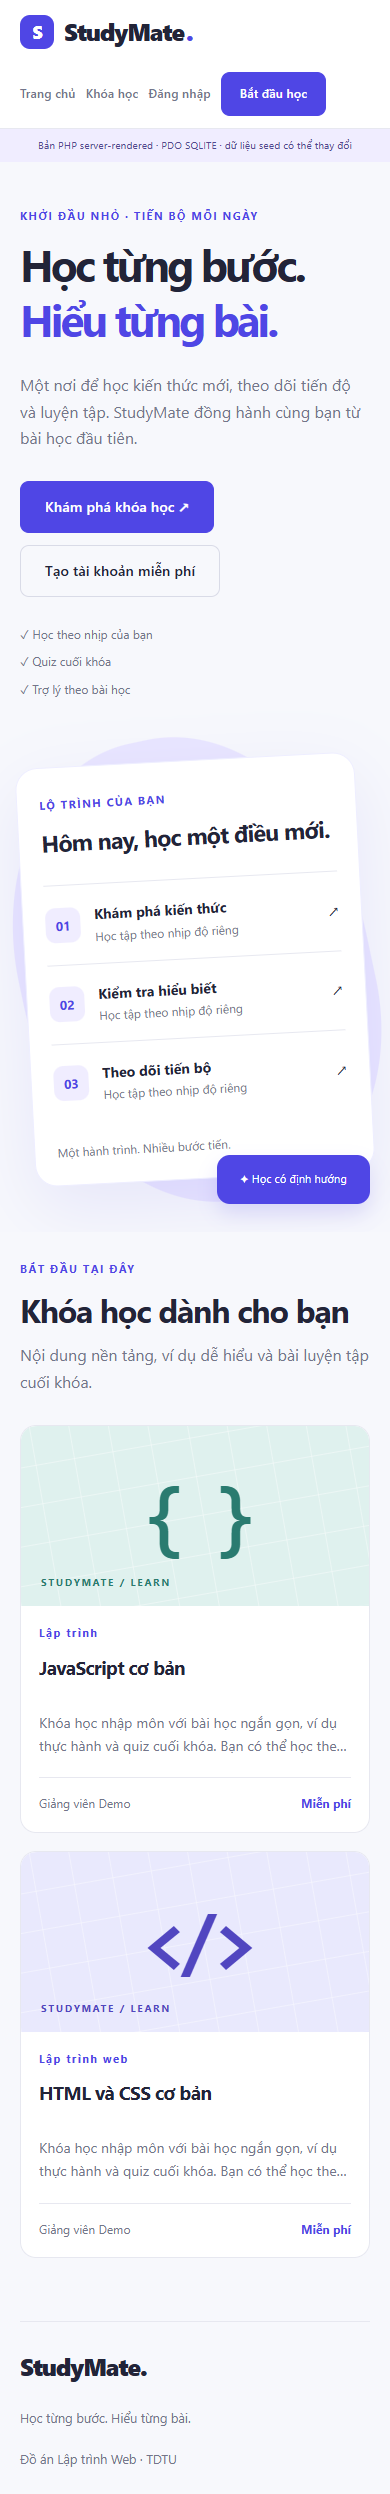 S StudyMate.
Trang chủ Khóa học Đăng nhập Bắt đầu học
Bản PHP server-rendered · PDO SQLITE · dữ liệu seed có thể thay đổi
KHỞI ĐẦU NHỎ · TIẾN BỘ MỖI NGÀY
Học từng bước.
Hiểu từng bài.
Một nơi để học kiến thức mới, theo dõi tiến độ
và luyện tập. StudyMate đồng hành cùng bạn từ
bài học đầu tiên.
Khám phá khóa học ↗
Tạo tài khoản miễn phí
✓ Học theo nhịp của bạn
✓ Quiz cuối khóa
✓ Trợ lý theo bài học
LỘ TRÌNH CỦA BẠN
Hôm nay, học một điều mới.
01 Khám phá kiến thức ↗
Học tập theo nhịp độ riêng
02 Kiểm tra hiểu biết ↗
Học tập theo nhịp độ riêng
03 Theo dõi tiến bộ ↗
Học tập theo nhịp độ riêng
Một hành trình. Nhiều bước tiến.
✦ Học có định hướng
BẮT ĐẦU TẠI ĐÂY
Khóa học dành cho bạn
Nội dung nền tảng, ví dụ dễ hiểu và bài luyện tập
cuối khóa.
{ }
STUDYMATE / LEARN
Lập trình
JavaScript cơ bản
Khóa học nhập môn với bài học ngắn gọn, ví dụ
thực hành và quiz cuối khóa. Bạn có thể học the...
Giảng viên Demo Miễn phí
</>
STUDYMATE / LEARN
Lập trình web
HTML và CSS cơ bản
Khóa học nhập môn với bài học ngắn gọn, ví dụ
thực hành và quiz cuối khóa. Bạn có thể học the...
Giảng viên Demo Miễn phí
StudyMate.
Học từng bước. Hiểu từng bài.
Đồ án Lập trình Web · TDTU